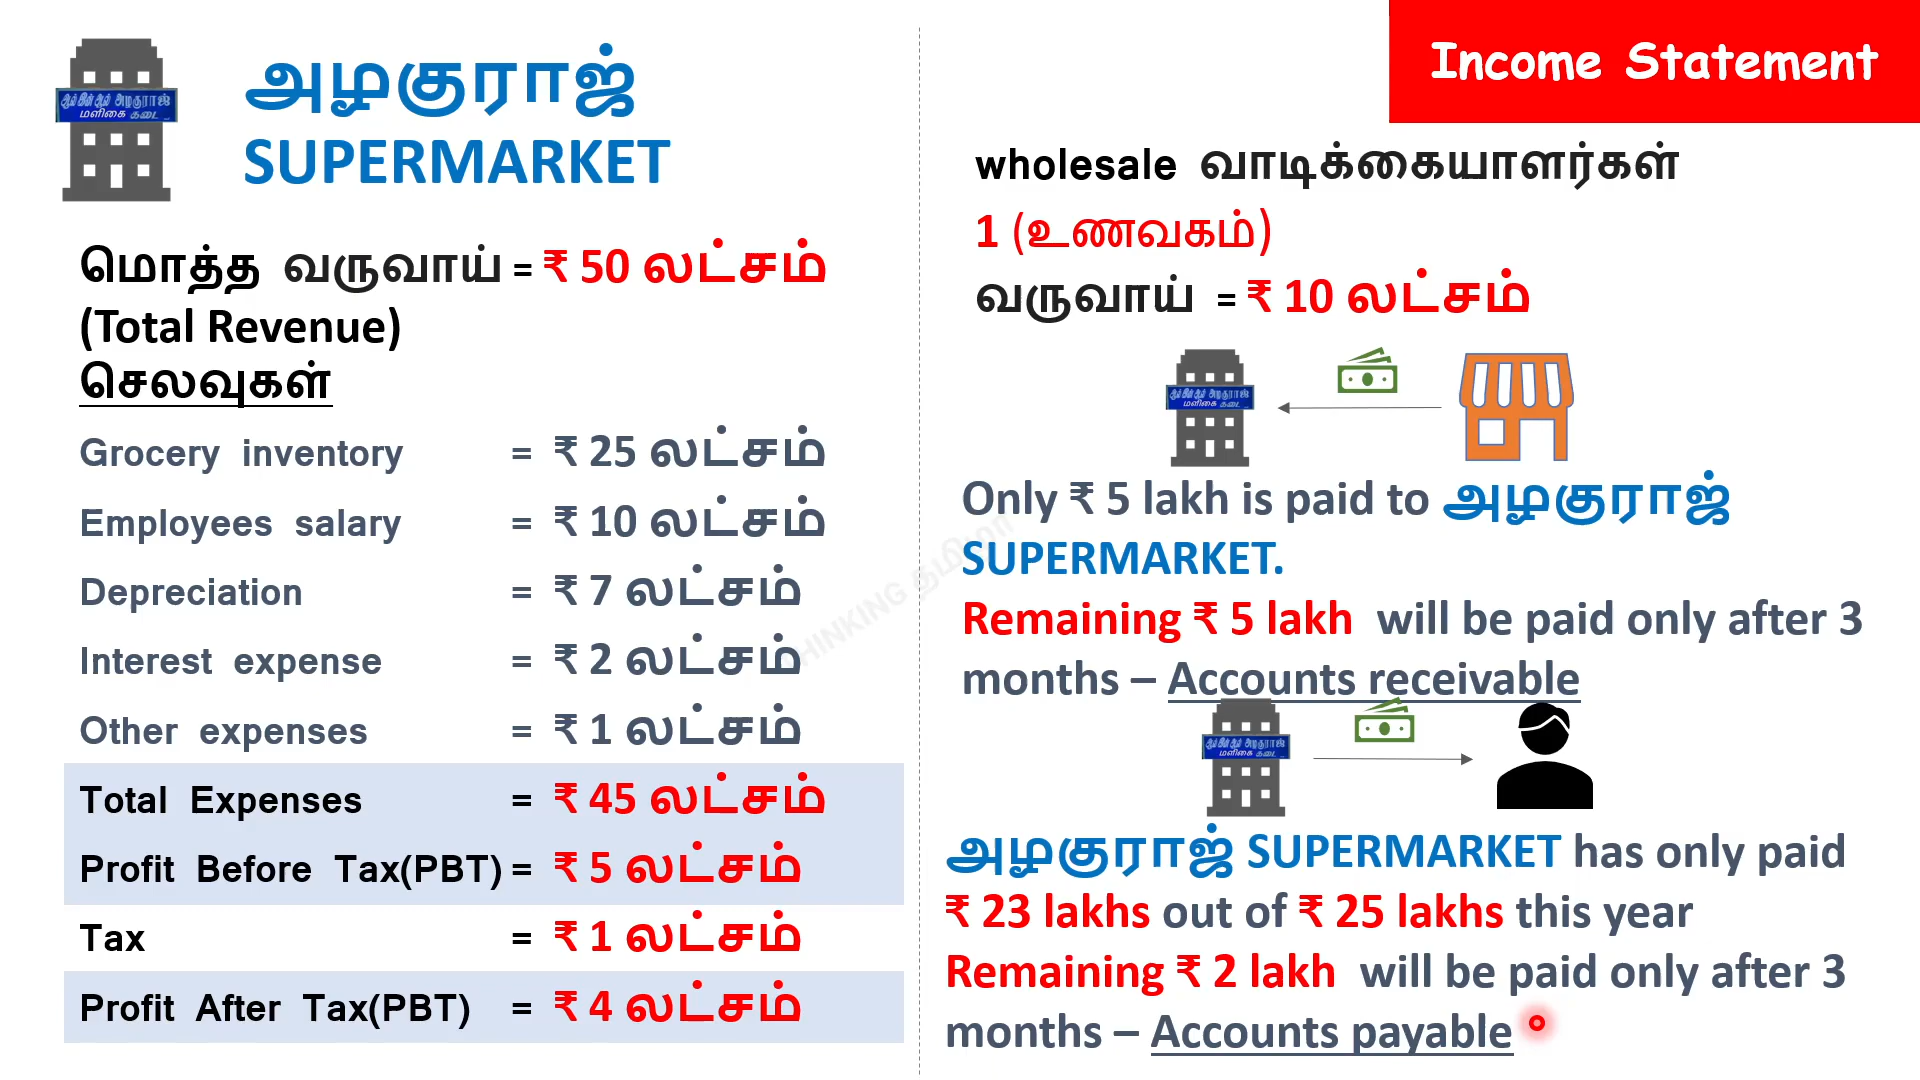 அழகுராஜ்
SUPERMARKET
மொத்த வருவாய் = ₹ 50 லட்சம்
(Total Revenue)
செலவுகள்
Grocery inventory = ₹ 25 லட்சம்
Employees salary = ₹ 10 லட்சம்
Depreciation = ₹ 7 லட்சம்
Interest expense = ₹ 2 லட்சம்
Other expenses = ₹ 1 லட்சம்
Total Expenses = ₹ 45 லட்சம்
Profit Before Tax(PBT) = ₹ 5 லட்சம்
Tax = ₹ 1 லட்சம்
Profit After Tax(PBT) = ₹ 4 லட்சம்
Income Statement
wholesale வாடிக்கையாளர்கள்
1 (உணவகம்)
வருவாய் = ₹ 10 லட்சம்
Only ₹ 5 lakh is paid to அழகுராஜ்
SUPERMARKET.
Remaining ₹ 5 lakh will be paid only after 3
months – Accounts receivable
அழகுராஜ் SUPERMARKET has only paid
₹ 23 lakhs out of ₹ 25 lakhs this year
Remaining ₹ 2 lakh will be paid only after 3
months – Accounts payable